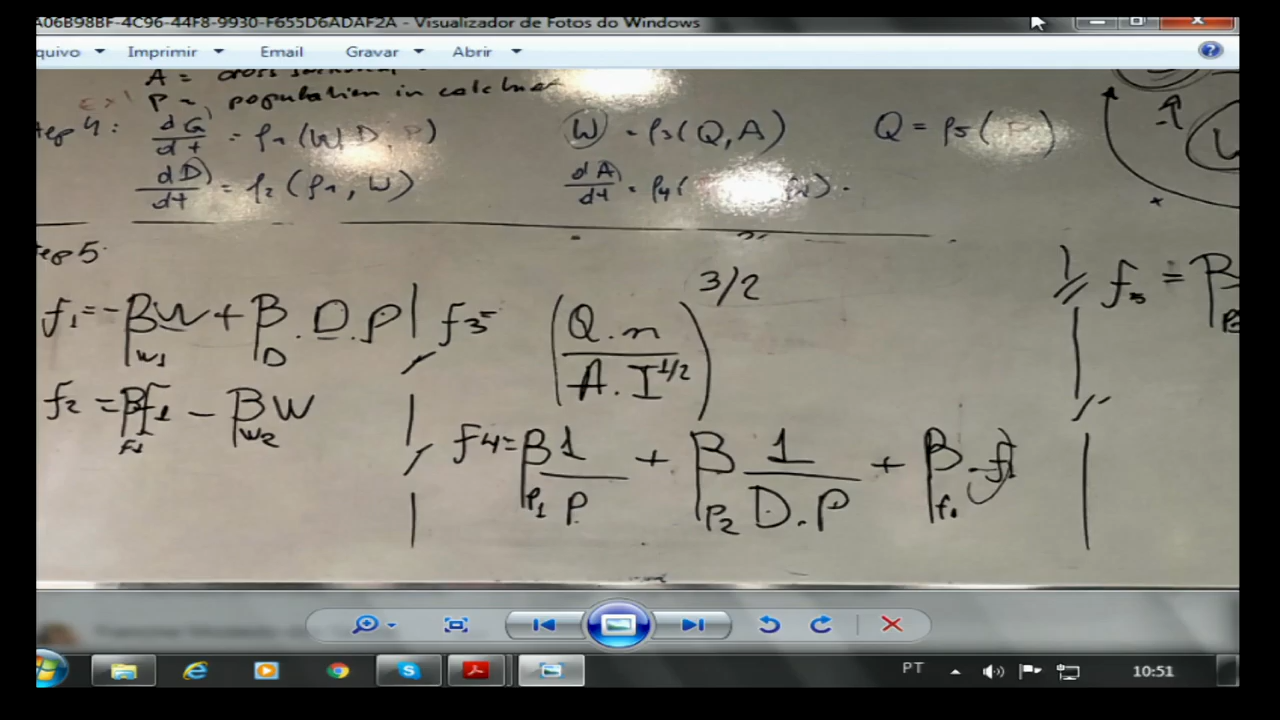 A06B98BF-4C96-44F8-9930-F655D6ADAF2A - Visualizador de Fotos do Windows
quivo Imprimir Email Gravar Abrir
A = cross
P = population in
tep 4: dG/dt = f1 (W, D, P) W = f3 (Q, A) Q = f5 ( )
dD/dt = f2 (f1, W) dA/dt = f4 (
tep 5
f1 = -βw1 W + βD . D . P f3 = (Q . n / A . I^1/2)^3/2 f5 = β
f2 = βf1 f1 - βw2 W
f4 = βp1 1/P + βp2 1/D.P + βf1 . f1
PT 10:51